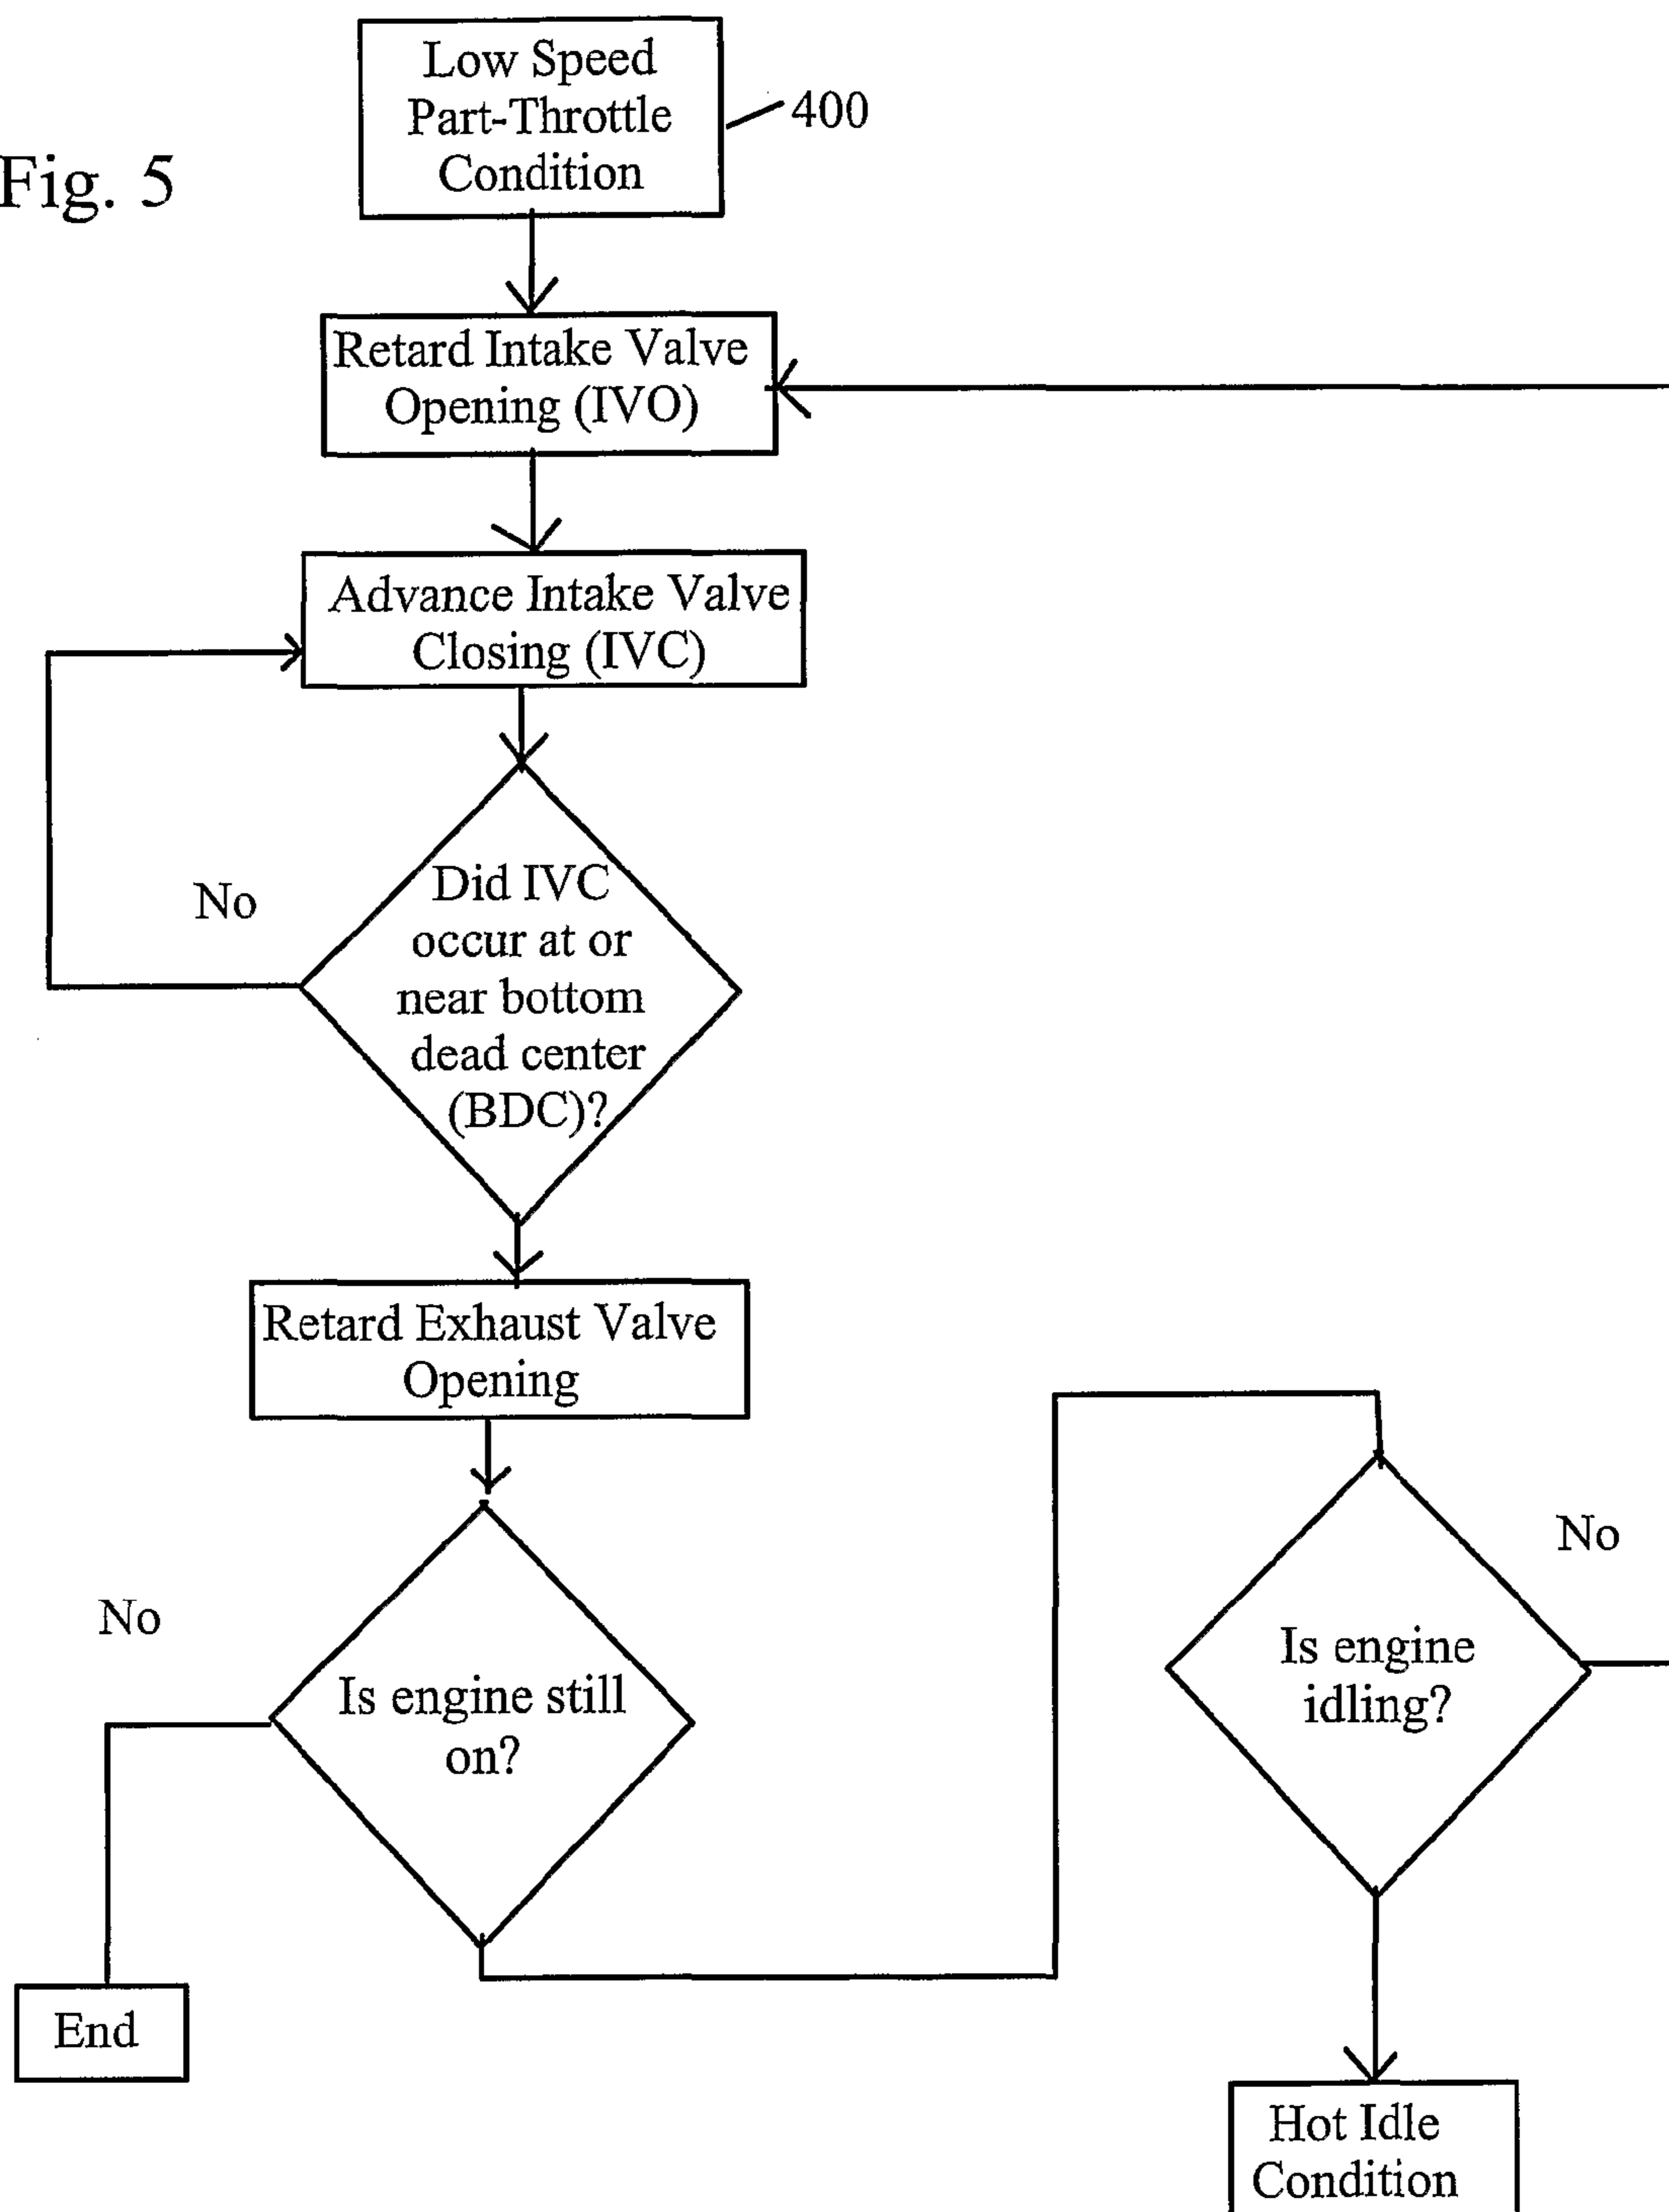 Fig. 5
Low Speed
Part-Throttle
Condition
400
Retard Intake Valve
Opening (IVO)
Advance Intake Valve
Closing (IVC)
No
Did IVC
occur at or
near bottom
dead center
(BDC)?
Retard Exhaust Valve
Opening
No
Is engine still
on?
End
No
Is engine
idling?
Hot Idle
Condition